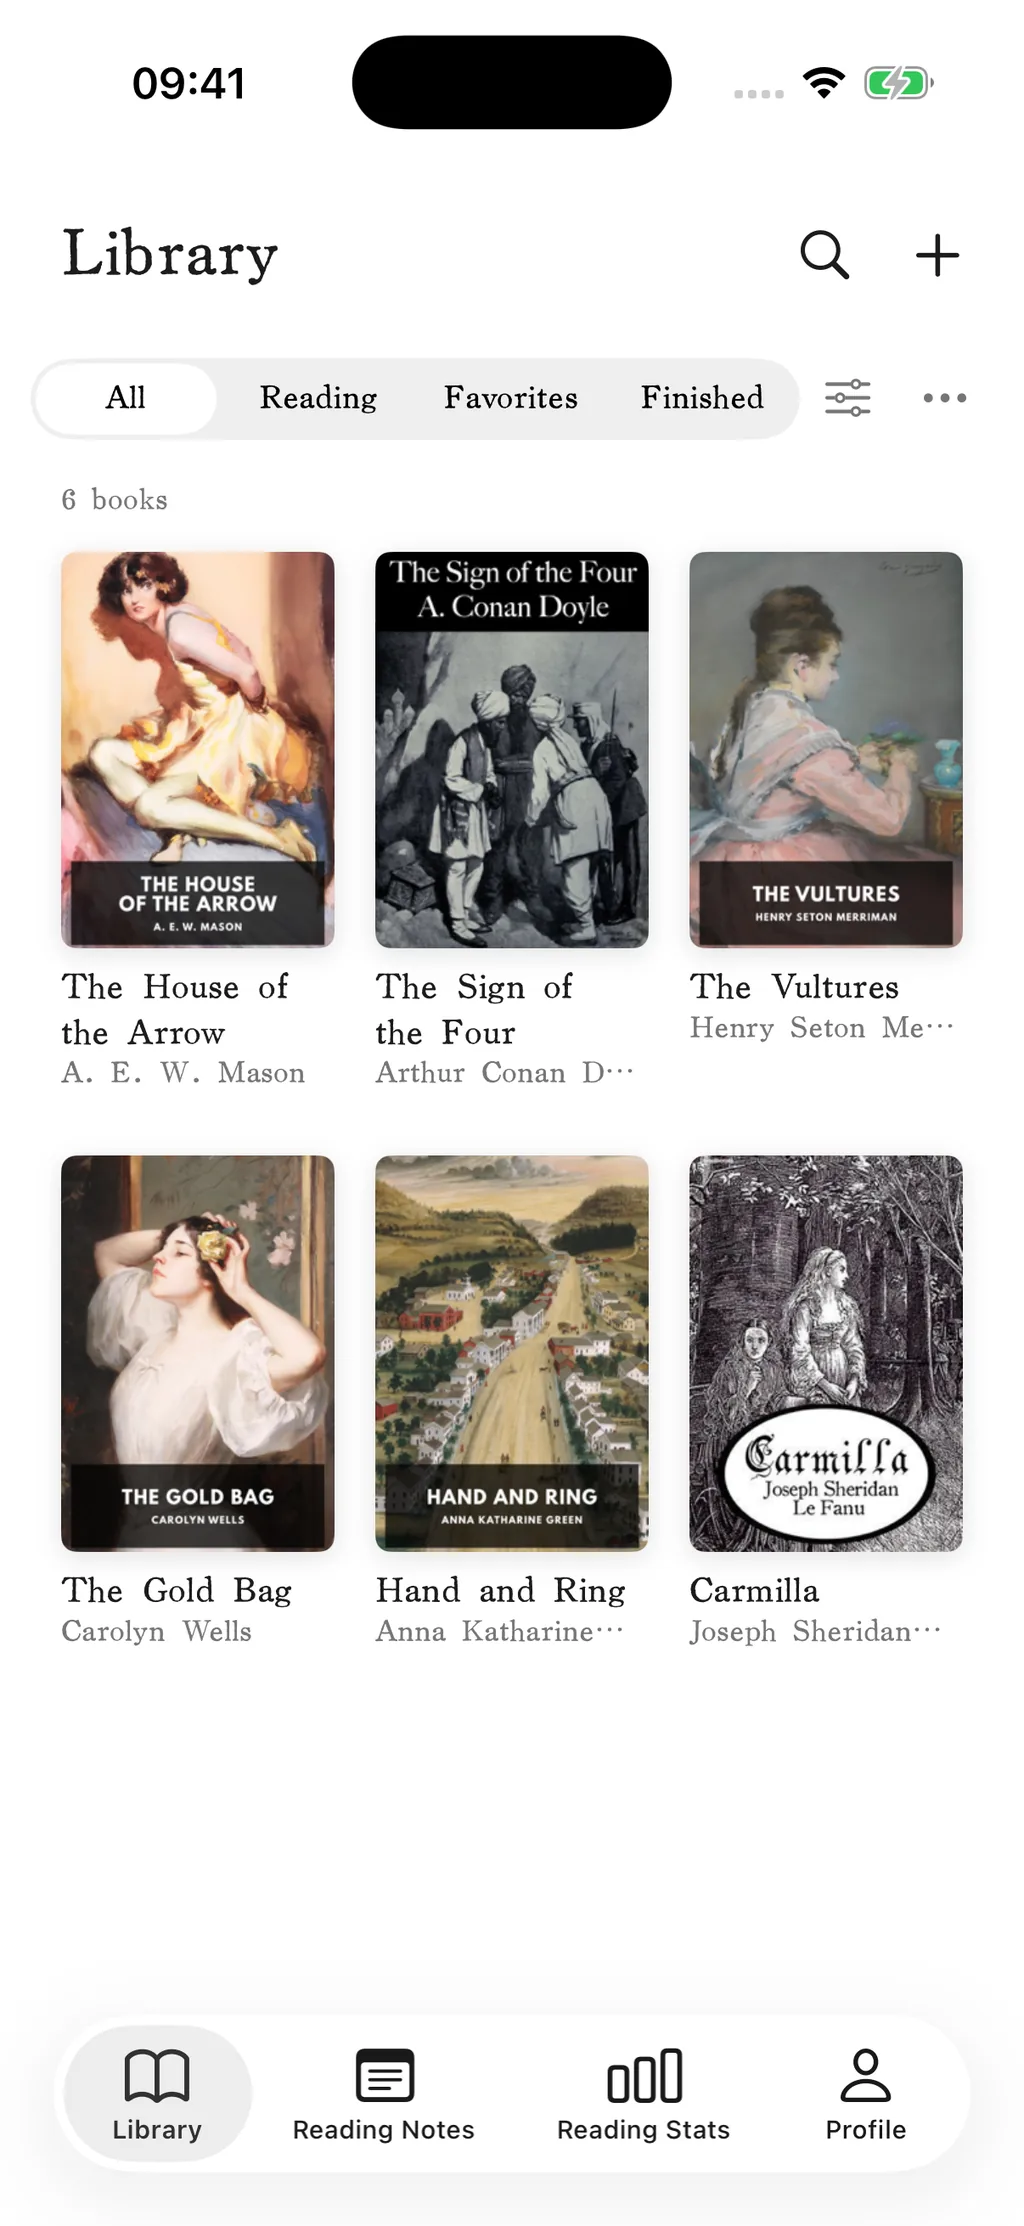 09:41
Library
All Reading Favorites Finished
6 books
THE HOUSE
OF THE ARROW
A. E. W. MASON
The Sign of the Four
A. Conan Doyle
THE VULTURES
HENRY SETON MERRIMAN
The House of
the Arrow
A. E. W. Mason
The Sign of
the Four
Arthur Conan D···
The Vultures
Henry Seton Me···
THE GOLD BAG
CAROLYN WELLS
HAND AND RING
ANNA KATHARINE GREEN
Carmilla
Joseph Sheridan
Le Fanu
The Gold Bag
Carolyn Wells
Hand and Ring
Anna Katharine···
Carmilla
Joseph Sheridan···
Library Reading Notes Reading Stats Profile